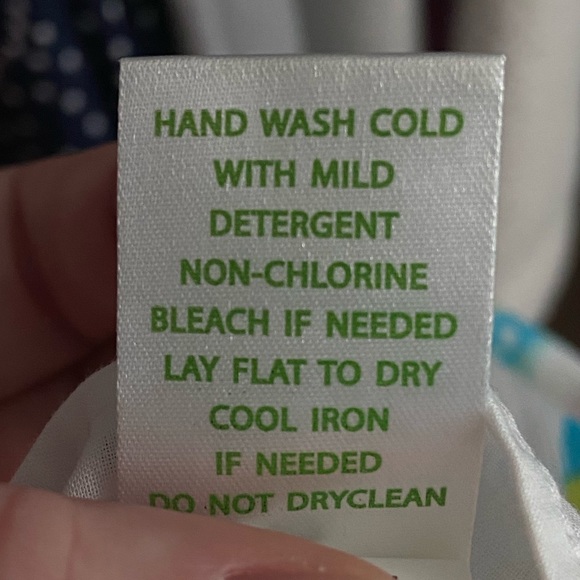 HAND WASH COLD
WITH MILD
DETERGENT
NON-CHLORINE
BLEACH IF NEEDED
LAY FLAT TO DRY
COOL IRON
IF NEEDED
DO NOT DRYCLEAN